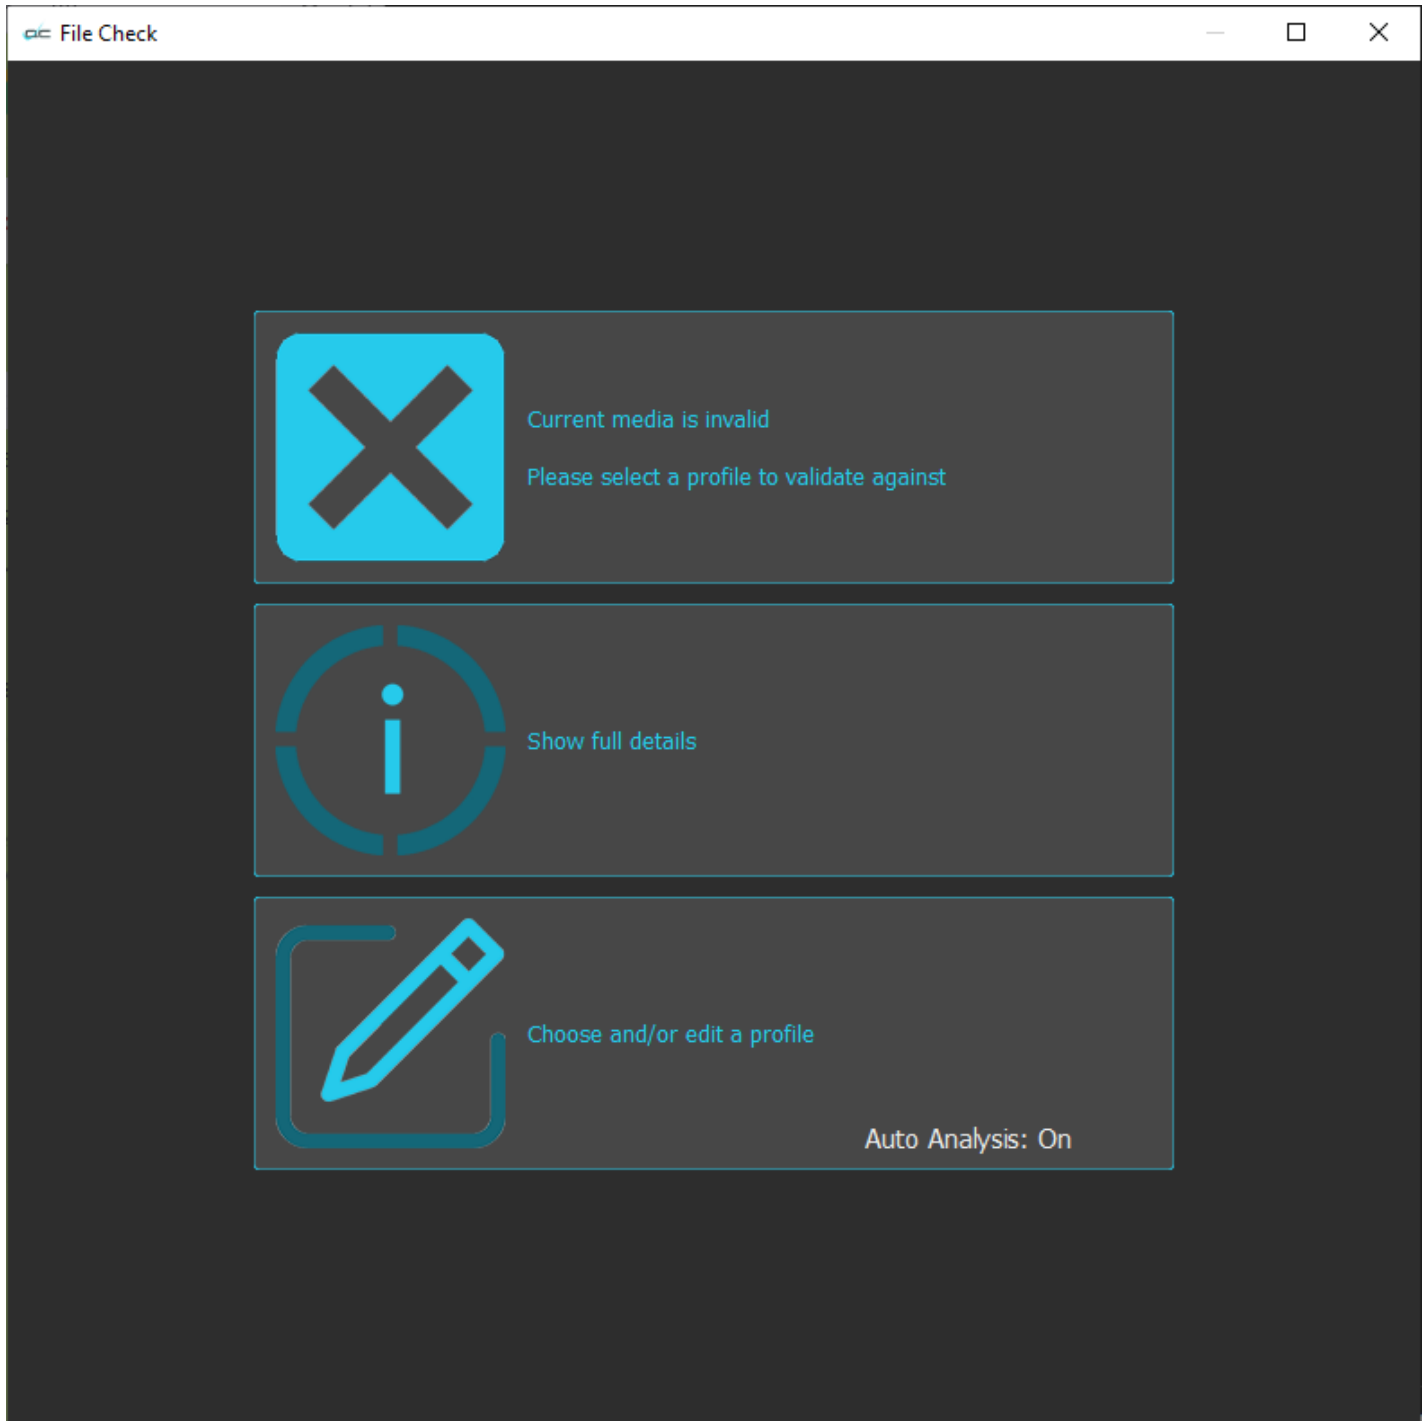 File Check
Current media is invalid
Please select a profile to validate against
Show full details
Choose and/or edit a profile
Auto Analysis: On